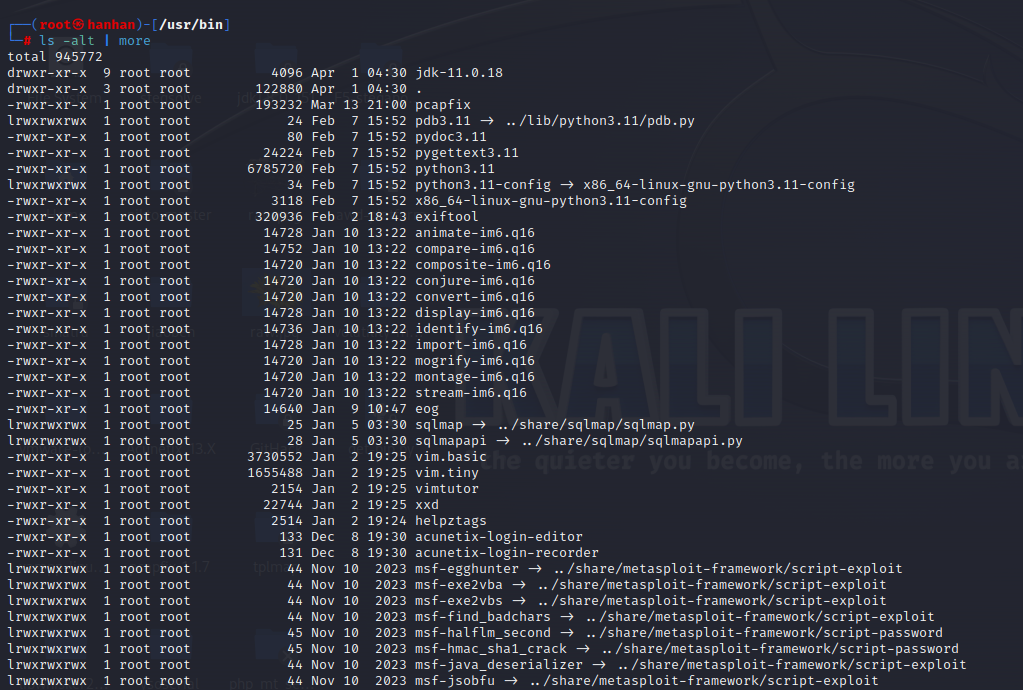 ┌──(root㉿hanhan)-[/usr/bin]
└─# ls -alt | more
total 945772
drwxr-xr-x  9 root root        4096 Apr  1 04:30 jdk-11.0.18
drwxr-xr-x  3 root root      122880 Apr  1 04:30 .
-rwxr-xr-x  1 root root      193232 Mar 13 21:00 pcapfix
lrwxrwxrwx  1 root root          24 Feb  7 15:52 pdb3.11 -> ../lib/python3.11/pdb.py
-rwxr-xr-x  1 root root          80 Feb  7 15:52 pydoc3.11
-rwxr-xr-x  1 root root       24224 Feb  7 15:52 pygettext3.11
-rwxr-xr-x  1 root root     6785720 Feb  7 15:52 python3.11
lrwxrwxrwx  1 root root          34 Feb  7 15:52 python3.11-config -> x86_64-linux-gnu-python3.11-config
-rwxr-xr-x  1 root root        3118 Feb  7 15:52 x86_64-linux-gnu-python3.11-config
-rwxr-xr-x  1 root root      320936 Feb  2 18:43 exiftool
-rwxr-xr-x  1 root root       14728 Jan 10 13:22 animate-im6.q16
-rwxr-xr-x  1 root root       14752 Jan 10 13:22 compare-im6.q16
-rwxr-xr-x  1 root root       14720 Jan 10 13:22 composite-im6.q16
-rwxr-xr-x  1 root root       14720 Jan 10 13:22 conjure-im6.q16
-rwxr-xr-x  1 root root       14720 Jan 10 13:22 convert-im6.q16
-rwxr-xr-x  1 root root       14728 Jan 10 13:22 display-im6.q16
-rwxr-xr-x  1 root root       14736 Jan 10 13:22 identify-im6.q16
-rwxr-xr-x  1 root root       14728 Jan 10 13:22 import-im6.q16
-rwxr-xr-x  1 root root       14720 Jan 10 13:22 mogrify-im6.q16
-rwxr-xr-x  1 root root       14720 Jan 10 13:22 montage-im6.q16
-rwxr-xr-x  1 root root       14720 Jan 10 13:22 stream-im6.q16
-rwxr-xr-x  1 root root       14640 Jan  9 10:47 eog
lrwxrwxrwx  1 root root          25 Jan  5 03:30 sqlmap -> ../share/sqlmap/sqlmap.py
lrwxrwxrwx  1 root root          28 Jan  5 03:30 sqlmapapi -> ../share/sqlmap/sqlmapapi.py
-rwxr-xr-x  1 root root     3730552 Jan  2 19:25 vim.basic
-rwxr-xr-x  1 root root     1655488 Jan  2 19:25 vim.tiny
-rwxr-xr-x  1 root root        2154 Jan  2 19:25 vimtutor
-rwxr-xr-x  1 root root       22744 Jan  2 19:25 xxd
-rwxr-xr-x  1 root root        2514 Jan  2 19:24 helpztags
-rwxr-xr-x  1 root root         133 Dec  8 19:30 acunetix-login-editor
-rwxr-xr-x  1 root root         131 Dec  8 19:30 acunetix-login-recorder
lrwxrwxrwx  1 root root          44 Nov 10  2023 msf-egghunter -> ../share/metasploit-framework/script-exploit
lrwxrwxrwx  1 root root          44 Nov 10  2023 msf-exe2vba -> ../share/metasploit-framework/script-exploit
lrwxrwxrwx  1 root root          44 Nov 10  2023 msf-exe2vbs -> ../share/metasploit-framework/script-exploit
lrwxrwxrwx  1 root root          44 Nov 10  2023 msf-find_badchars -> ../share/metasploit-framework/script-exploit
lrwxrwxrwx  1 root root          45 Nov 10  2023 msf-halflm_second -> ../share/metasploit-framework/script-password
lrwxrwxrwx  1 root root          45 Nov 10  2023 msf-hmac_sha1_crack -> ../share/metasploit-framework/script-password
lrwxrwxrwx  1 root root          44 Nov 10  2023 msf-java_deserializer -> ../share/metasploit-framework/script-exploit
lrwxrwxrwx  1 root root          44 Nov 10  2023 msf-jsobfu -> ../share/metasploit-framework/script-exploit
KALI LIN
the quieter you become, the more you a